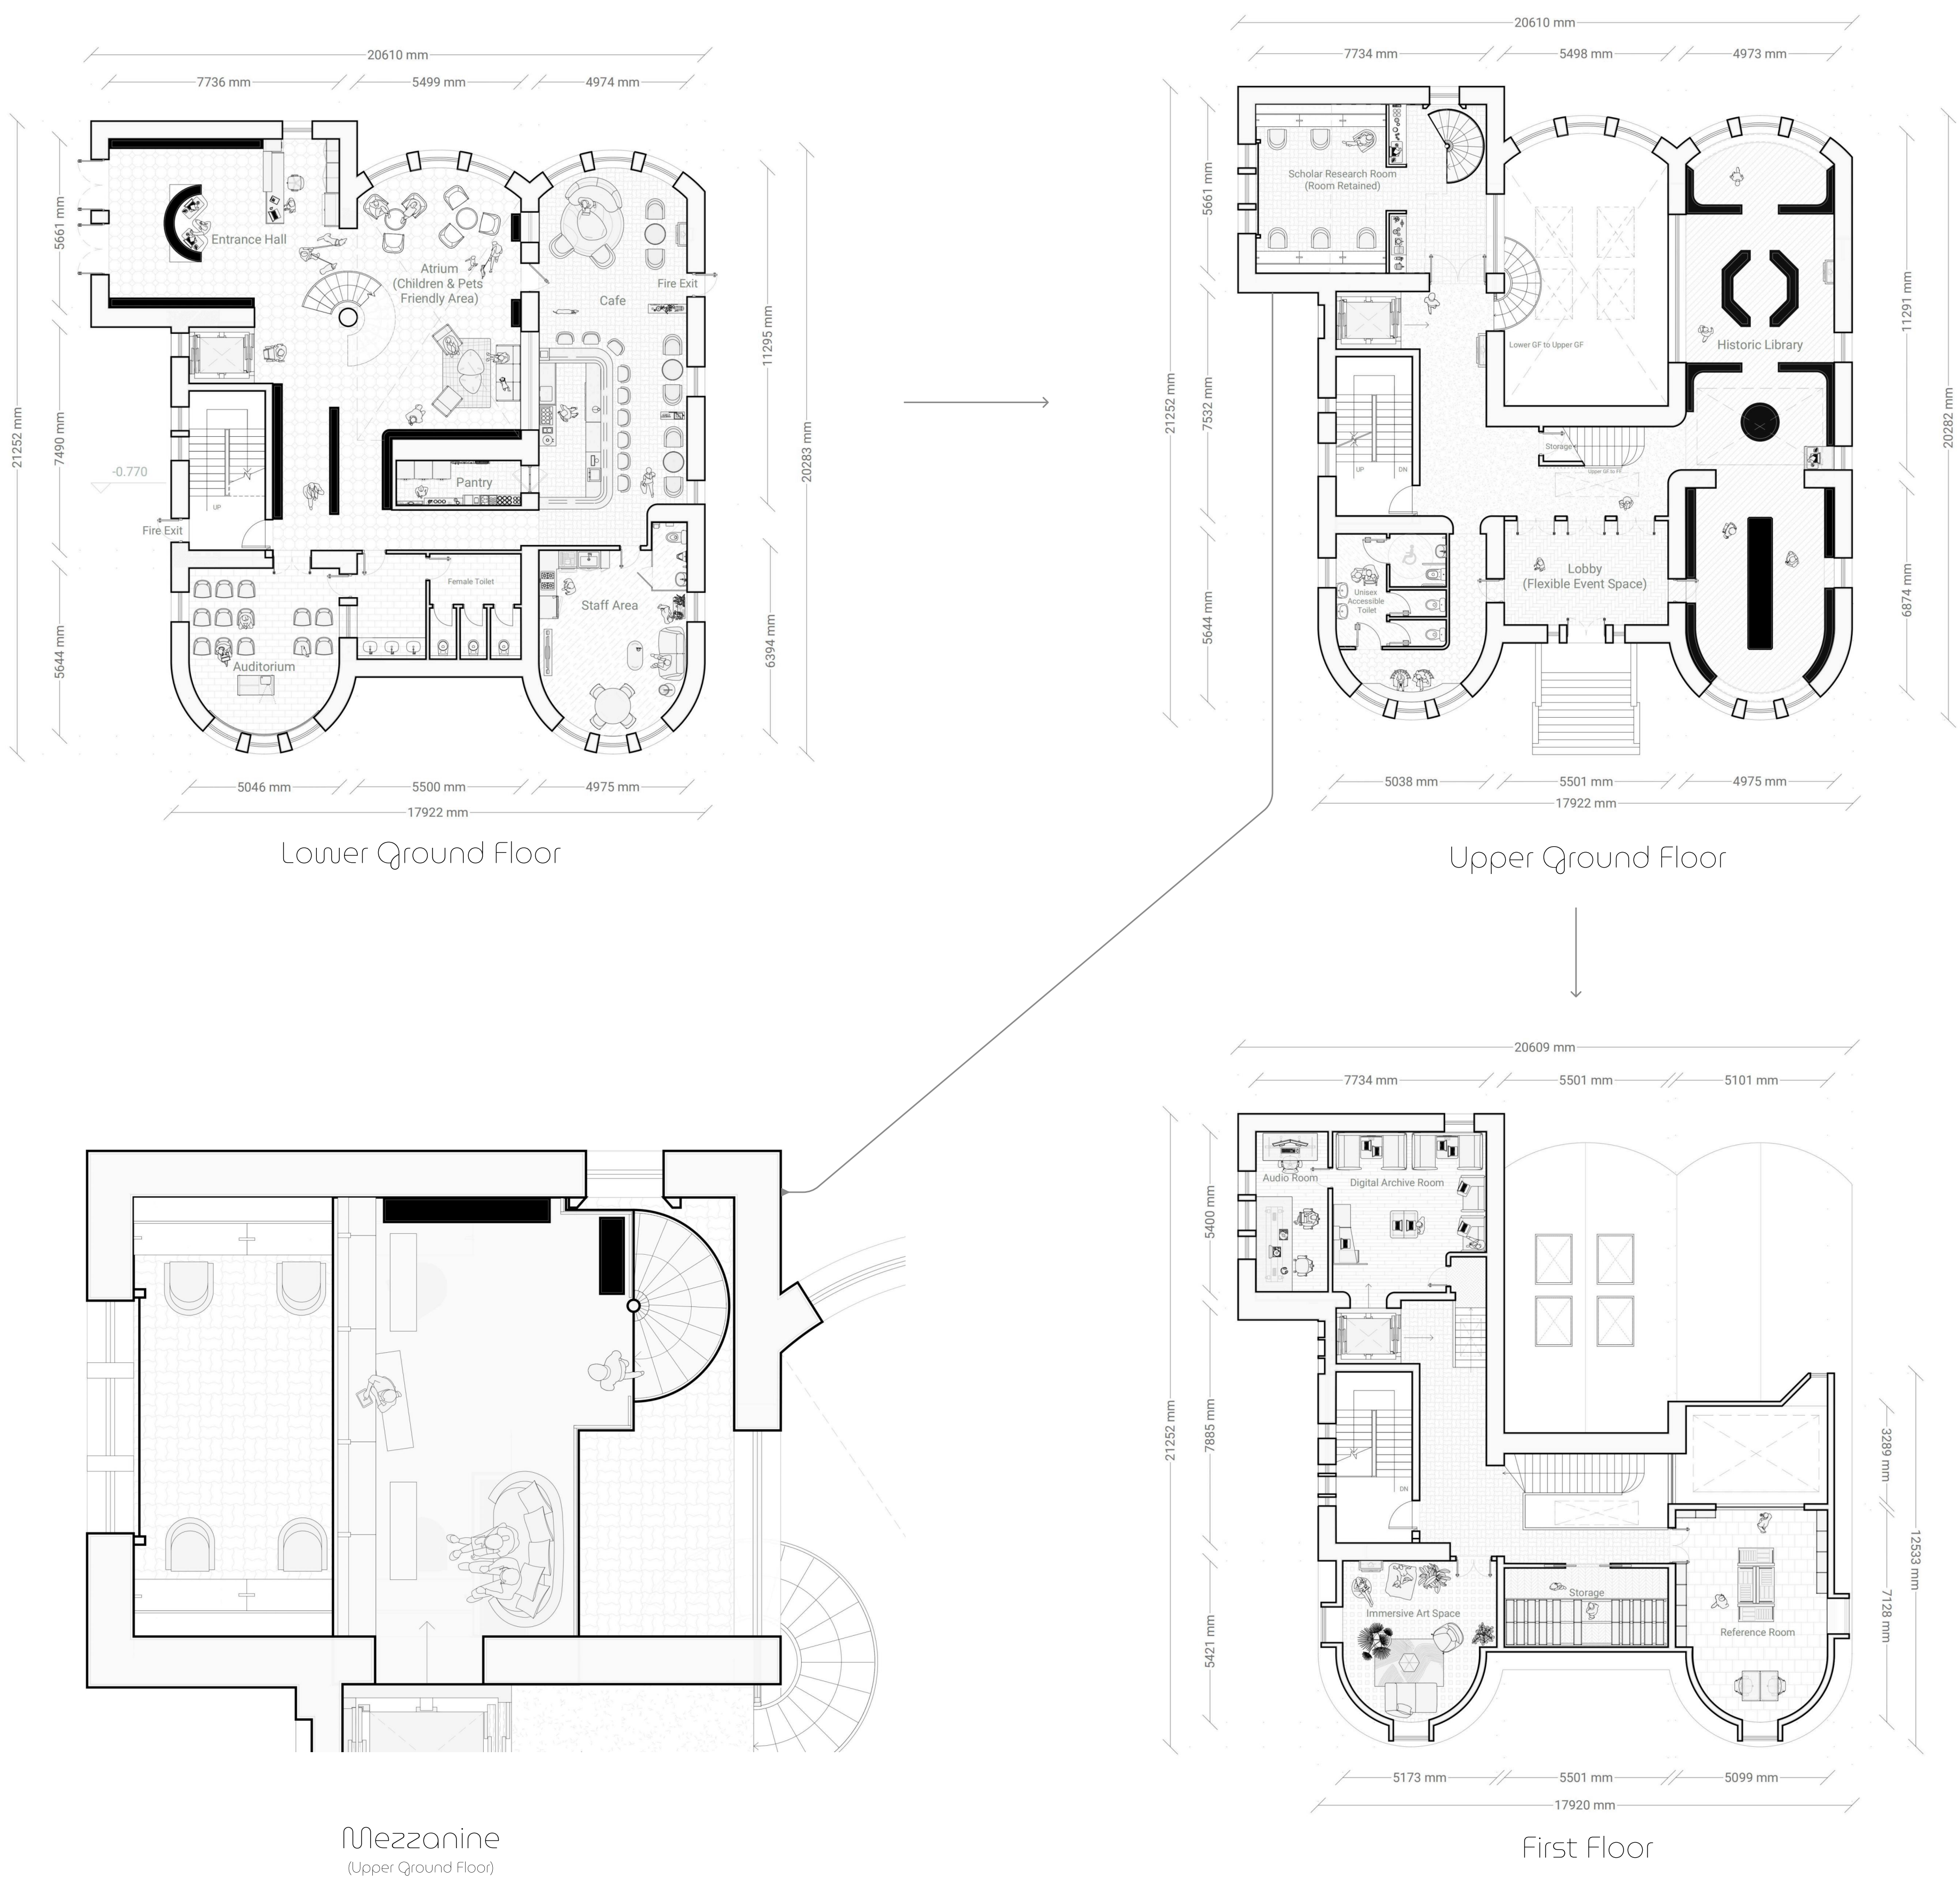 20610 mm
7736 mm
5499 mm
4974 mm
21252 mm
5661 mm
7490 mm
5644 mm
Entrance Hall
Atrium
(Children & Pets
Friendly Area)
Cafe
Fire Exit
11295 mm
20283 mm
6394 mm
-0.770
Fire Exit
UP
Pantry
Female Toilet
Staff Area
Auditorium
5046 mm
5500 mm
4975 mm
17922 mm
Lower Ground Floor
20610 mm
7734 mm
5498 mm
4973 mm
21252 mm
5661 mm
7532 mm
5644 mm
Scholar Research Room
(Room Retained)
Lower GF to Upper GF
Historic Library
11291 mm
20282 mm
6874 mm
Storage
Upper GF to FF
UP
DN
Unisex
Accessible
Toilet
Lobby
(Flexible Event Space)
5038 mm
5501 mm
4975 mm
17922 mm
Upper Ground Floor
Mezzanine
(Upper Ground Floor)
20609 mm
7734 mm
5501 mm
5101 mm
21252 mm
5400 mm
7885 mm
5421 mm
Audio Room
Digital Archive Room
DN
3289 mm
12533 mm
7128 mm
Storage
Immersive Art Space
Reference Room
5173 mm
5501 mm
5099 mm
17920 mm
First Floor